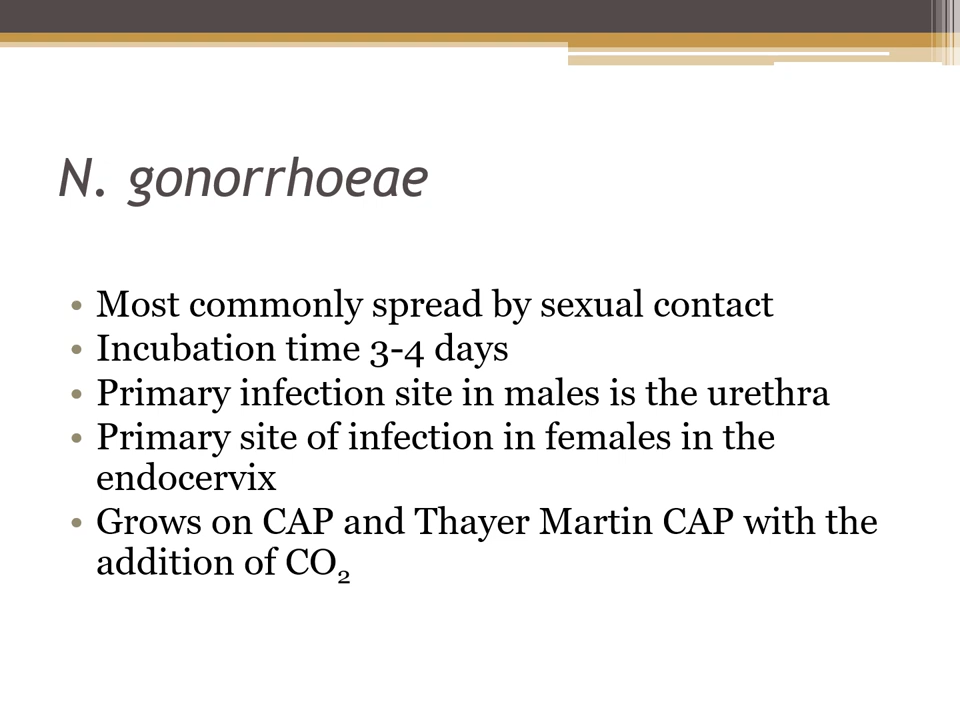 N. gonorrhoeae
• Most commonly spread by sexual contact
• Incubation time 3-4 days
• Primary infection site in males is the urethra
• Primary site of infection in females in the
endocervix
• Grows on CAP and Thayer Martin CAP with the
addition of CO₂